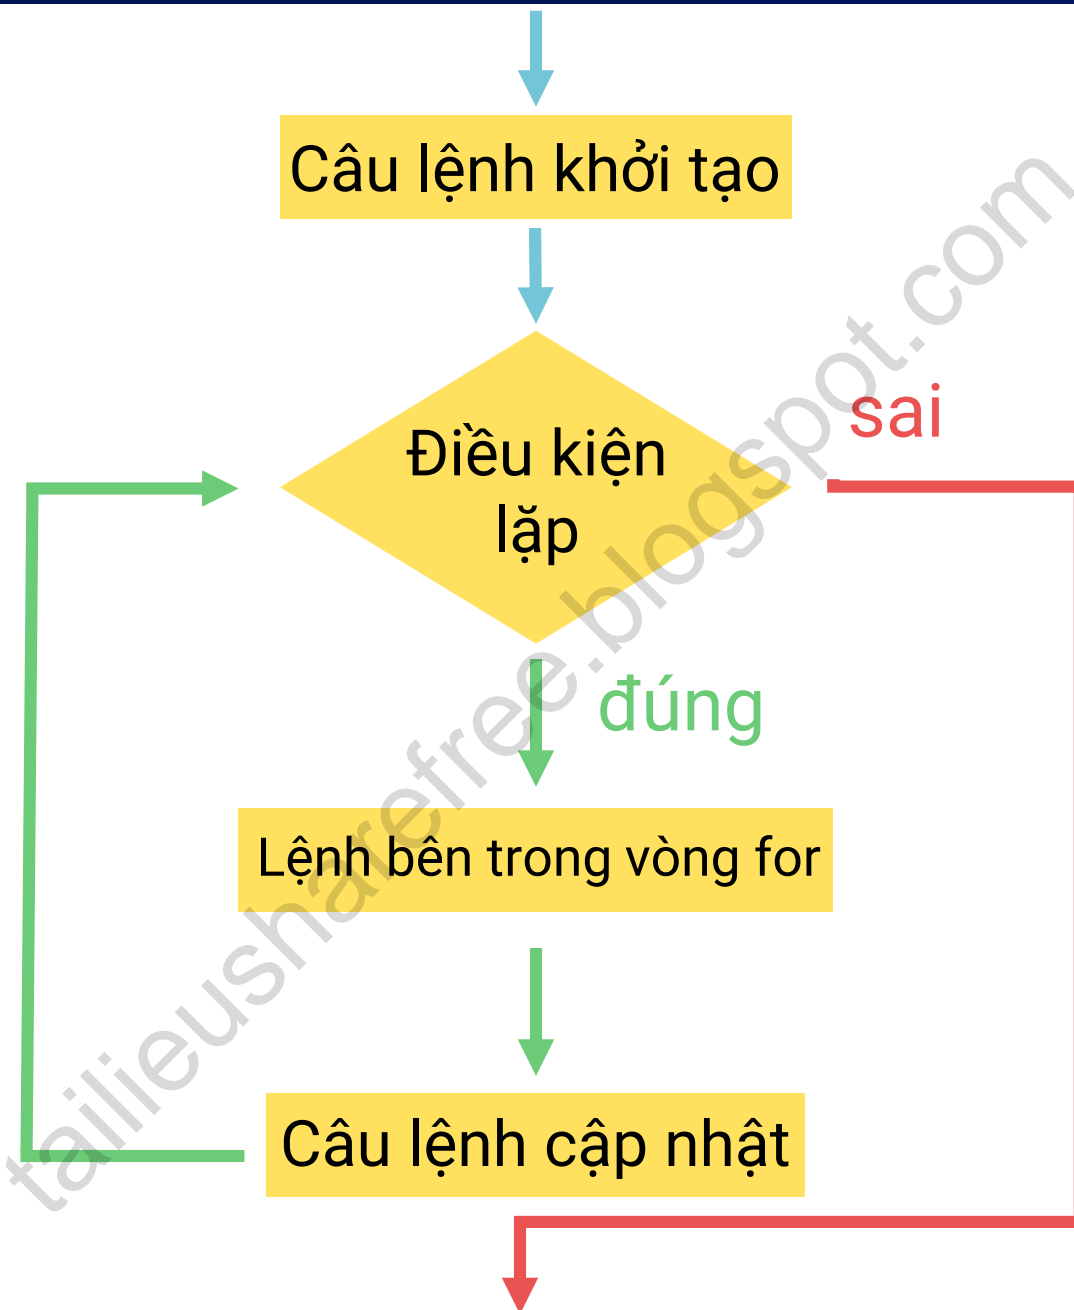 Câu lệnh khởi tạo
Điều kiện
lặp
sai
đúng
Lệnh bên trong vòng for
Câu lệnh cập nhật
tailieusharefree.blogspot.com